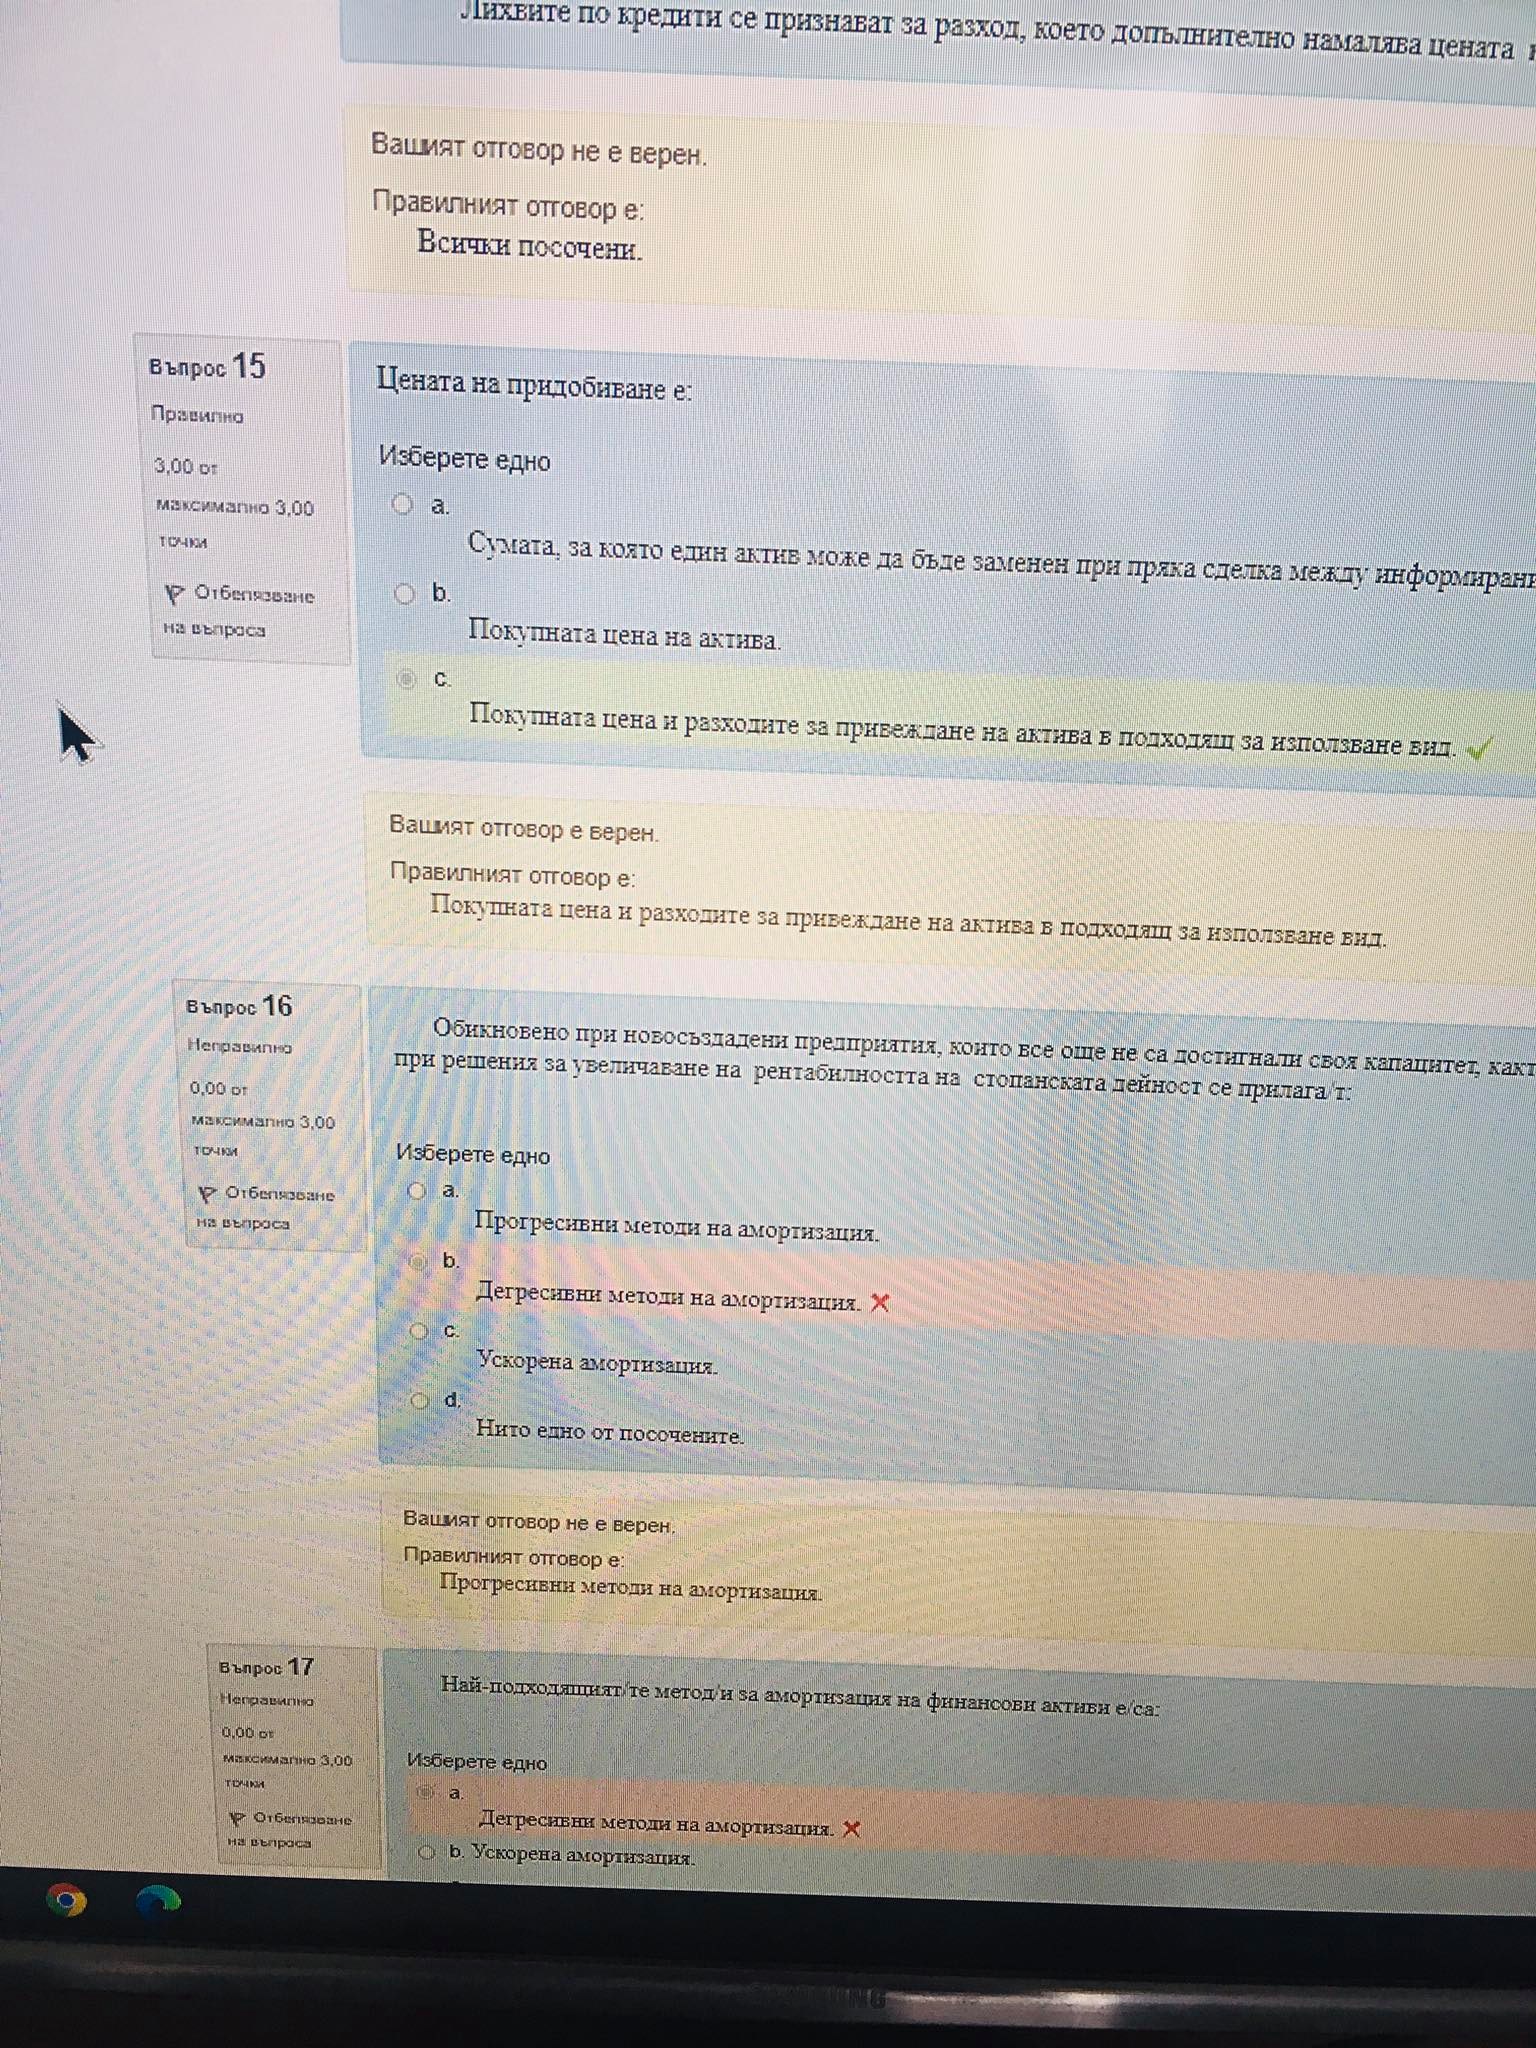 Лихвите по кредити се признават за разход, което допълнително намалява цената
Вашият отговор не е верен.
Правилният отговор е:
Всички посочени.
Въпрос 15
Правилно
3,00 от
максимално 3,00
точки
Отбелязване
на въпроса
Цената на придобиване е:
Изберете едно
a.
Сумата, за която един актив може да бъде заменен при пряка сделка между
b.
Покупната цена на актива.
c.
Покупната цена и разходите за привеждане на актива в подходящ за използване вид.
Вашият отговор е верен.
Правилният отговор е:
Покупната цена и разходите за привеждане на актива в подходящ за използване вид.
Въпрос 16
Неправилно
0,00 от
максимално 3,00
точки
Отбелязване
на въпроса
Обикновено при новосъздадени предприятия, които все още не са достигнали своя капацитет,
при решения за увеличаване на рентабилността на стопанската дейност се прилага/т:
Изберете едно
a.
Прогресивни методи на амортизация.
b.
Дегресивни методи на амортизация.
c.
Ускорена амортизация.
d.
Нито едно от посочените.
Вашият отговор не е верен.
Правилният отговор е:
Прогресивни методи на амортизация.
Въпрос 17
Неправилно
0,00 от
максимално 3,00
точки
Отбелязване
на въпроса
Най-подходящият/те метод/и за амортизация на финансови активи е/са:
Изберете едно
a.
Дегресивни методи на амортизация.
b. Ускорена амортизация.